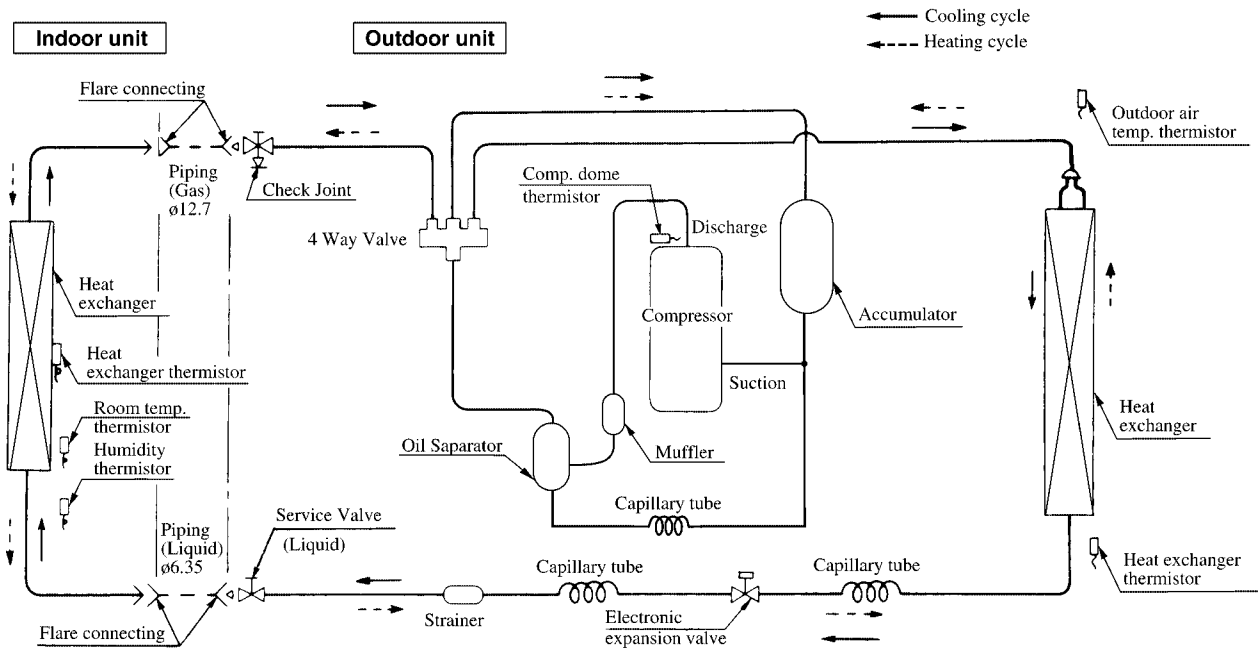 Cooling cycle
Heating cycle
Indoor unit
Outdoor unit
Flare connecting
Outdoor air
temp. thermistor
Piping
(Gas)
ø12.7
Check Joint
Comp. dome
thermistor
Discharge
4 Way Valve
Heat
exchanger
Compressor
Accumulator
Heat
exchanger thermistor
Suction
Room temp.
thermistor
Humidity
thermistor
Heat
exchanger
Oil Saparator
Muffler
Capillary tube
Service Valve
(Liquid)
Piping
(Liquid)
ø6.35
Capillary tube
Capillary tube
Heat exchanger
thermistor
Strainer
Electronic
expansion valve
Flare connecting